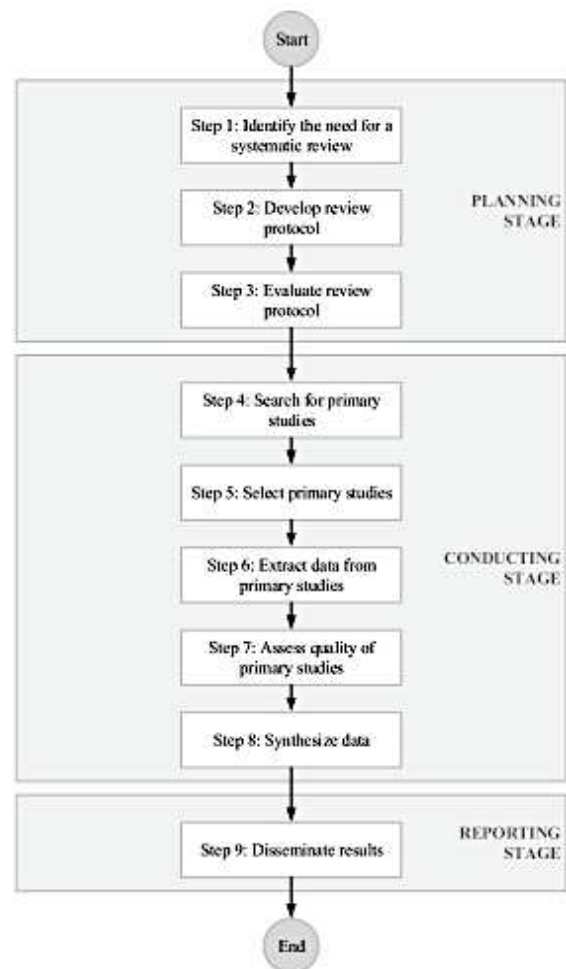 Start
Step 1: Identify the need for a
systematic review
Step 2: Develop review
protocol
PLANNING
STAGE
Step 3: Evaluate review
protocol
Step 4: Search for primary
studies
Step 5: Select primary studies
Step 6: Extract data from
primary studies
CONDUCTING
STAGE
Step 7: Assess quality of
primary studies
Step 8: Synthesize data
REPORTING
STAGE
Step 9: Disseminate results
End